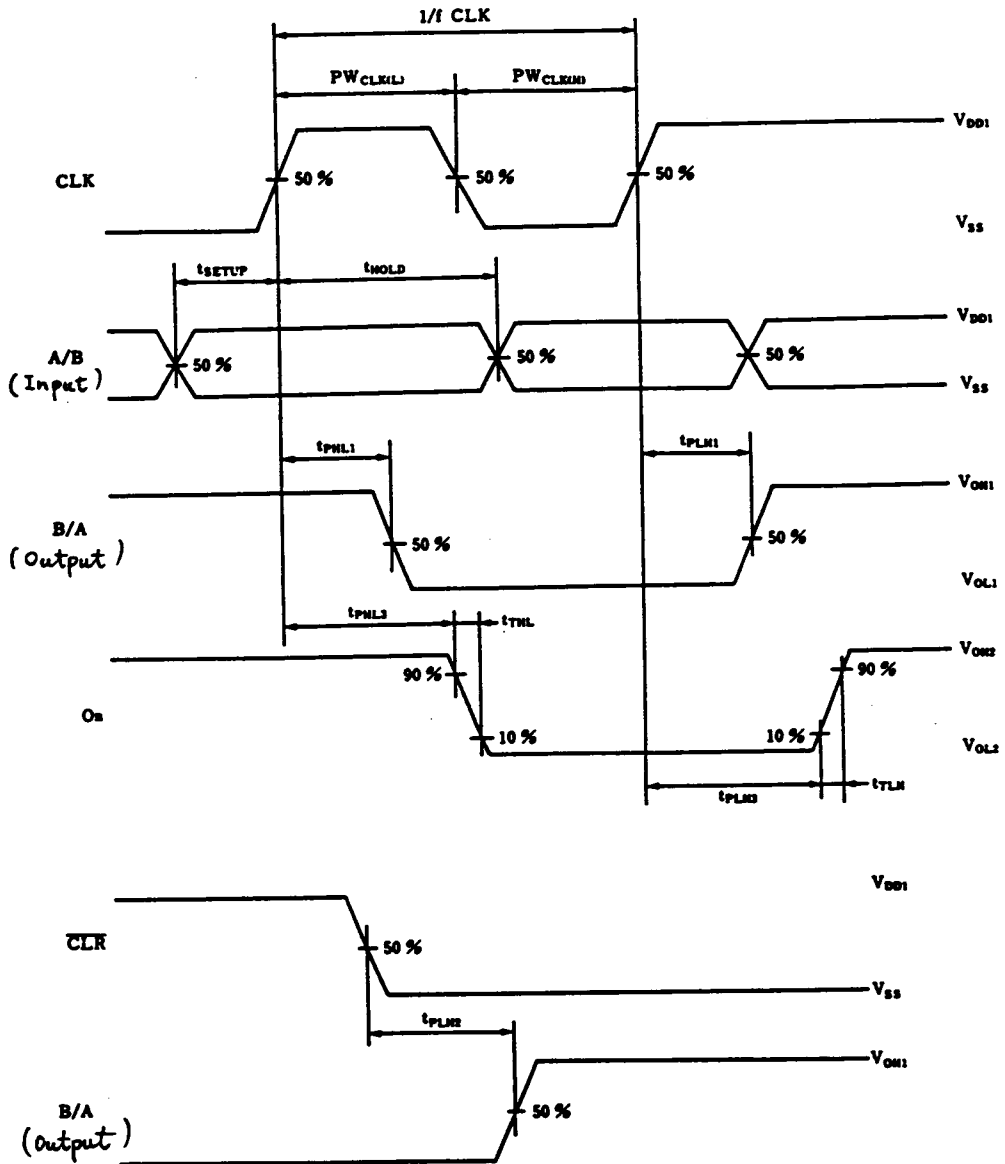 1/f CLK
PWCLK(L) PWCLK(H)
VDD1
CLK 50% 50% 50%
VSS
tSETUP tHOLD
VDD1
A/B 50% 50% 50%
(Input) VSS
tPHL1 tPLH1
VOH1
B/A
(Output) 50% 50%
VOL1
tPHL3 tTHL
VOH2
90% 90%
On
10% 10% VOL2
tPLH3 tTLH
VDD1
CLR 50%
VSS
tPLH2
VOH1
B/A 50%
(Output)